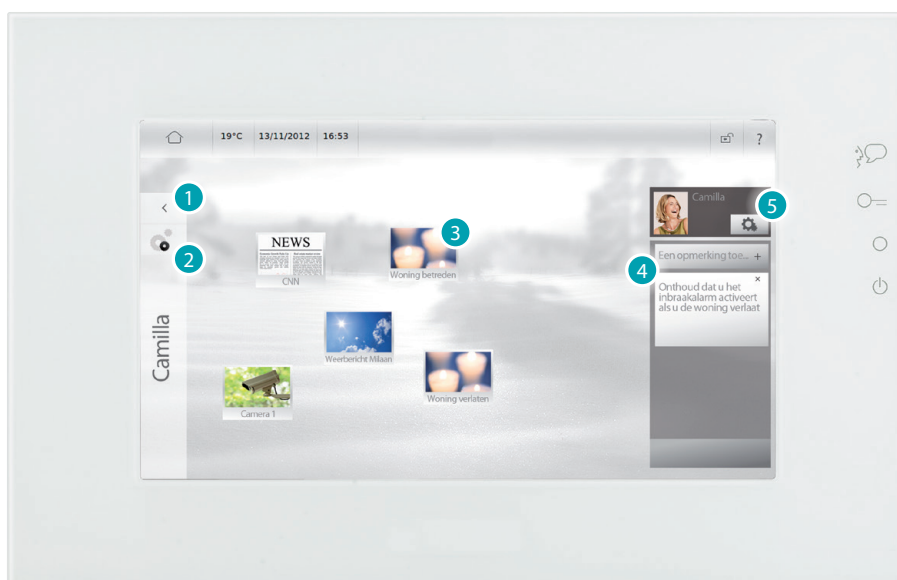 19°C 13/11/2012 16:53 ?
1
<
2
Camilla
NEWS
CNN
3
Woning betreden
Weerbericht Milaan
Camera 1
Woning verlaten
Camilla
5
4
Een opmerking toe... +
×
Onthoud dat u het
inbraakalarm activeert
als u de woning verlaat